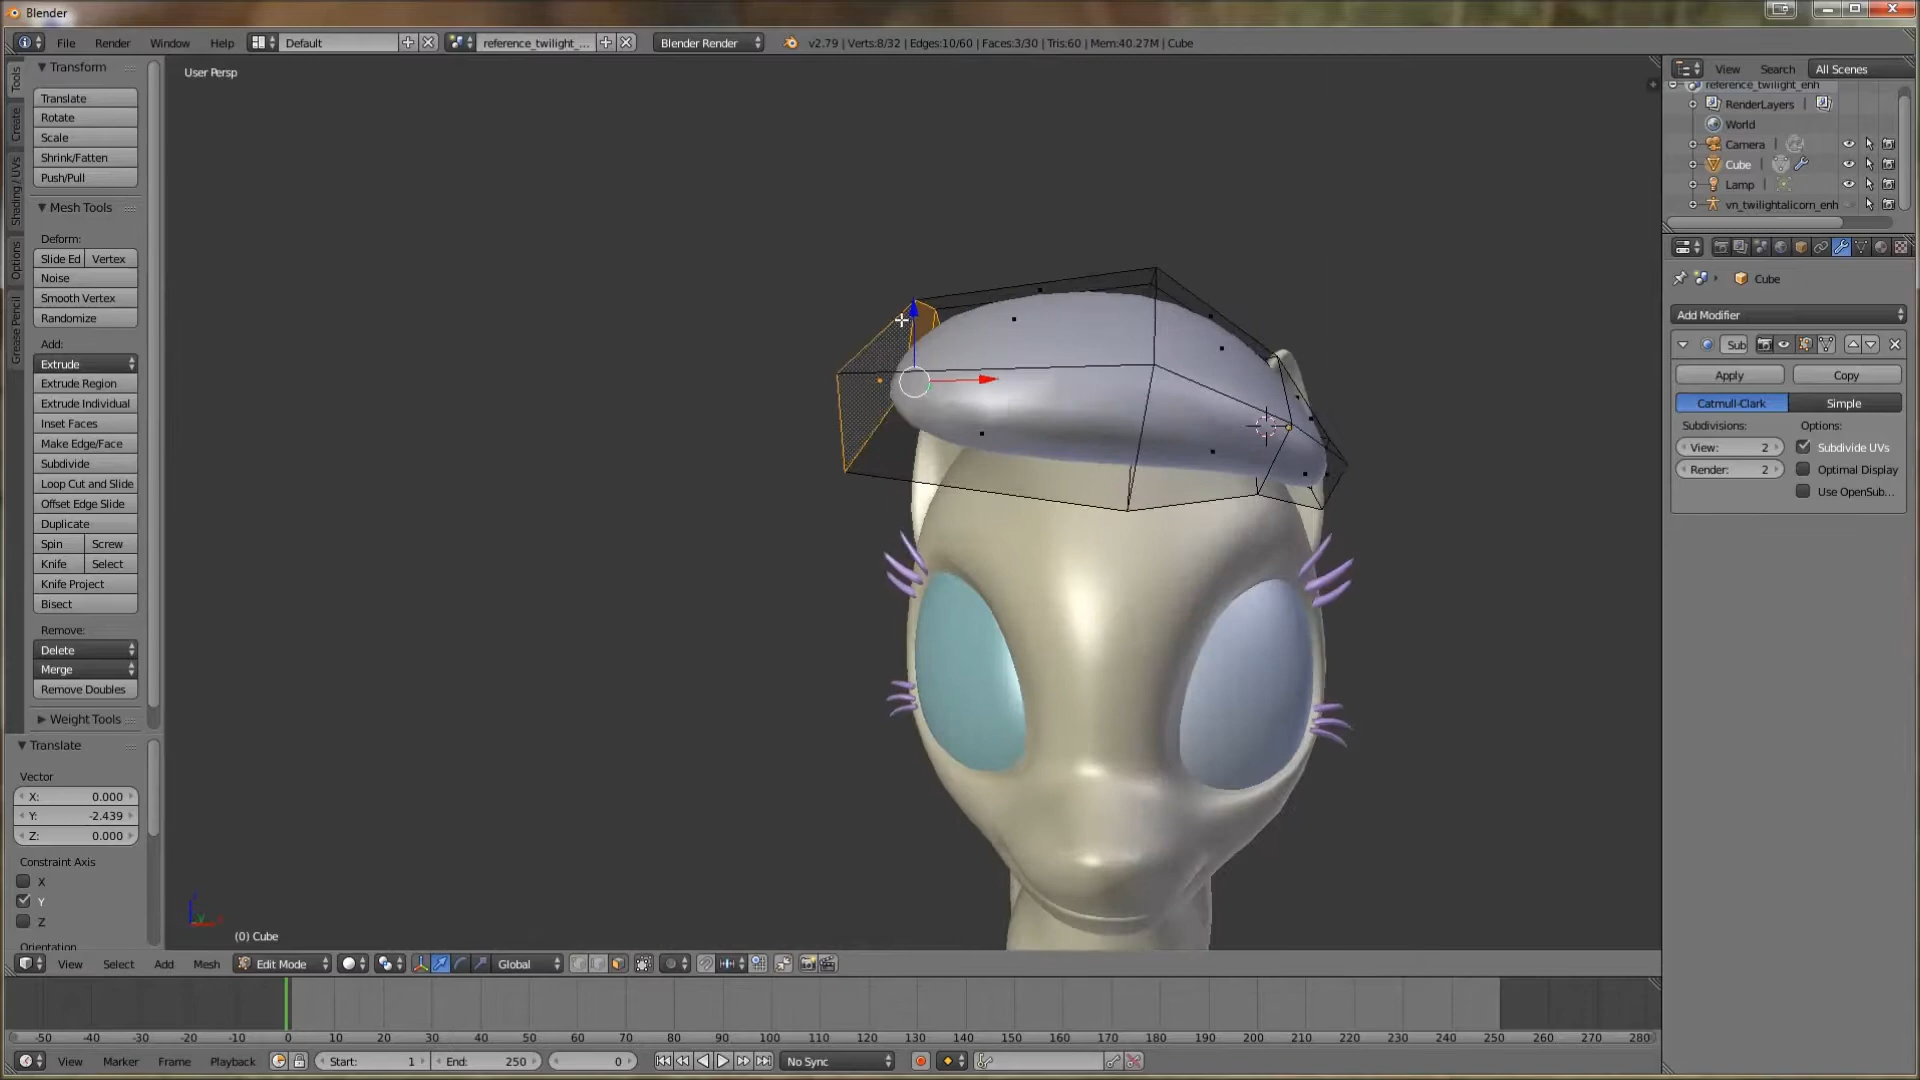 Blender
File Render Window Help Default reference_twilight_... Blender Render v2.79 | Verts:8/32 | Edges:10/60 | Faces:3/30 | Tris:60 | Mem:40.27M | Cube
Tools
Create
Shading / UVs
Options
Grease Pencil
Transform
Translate
Rotate
Scale
Shrink/Fatten
Push/Pull
Mesh Tools
Deform:
Slide Ed Vertex
Noise
Smooth Vertex
Randomize
Add:
Extrude
Extrude Region
Extrude Individual
Inset Faces
Make Edge/Face
Subdivide
Loop Cut and Slide
Offset Edge Slide
Duplicate
Spin Screw
Knife Select
Knife Project
Bisect
Remove:
Delete
Merge
Remove Doubles
Weight Tools
Translate
Vector
X: 0.000
Y: -2.439
Z: 0.000
Constraint Axis
X
Y
Z
Orientation
User Persp
(0) Cube
View Search All Scenes
reference_twilight_enh
RenderLayers
World
Camera
Cube
Lamp
vn_twilightalicorn_enh
Cube
Add Modifier
Sub
Apply Copy
Catmull-Clark Simple
Subdivisions: Options:
View: 2 Subdivide UVs
Render: 2 Optimal Display
Use OpenSub...
View Select Add Mesh Edit Mode Global
-50 -40 -30 -20 -10 0 10 20 30 40 50 60 70 80 90 100 110 120 130 140 150 160 170 180 190 200 210 220 230 240 250 260 270 280
View Marker Frame Playback Start: 1 End: 250 0 No Sync